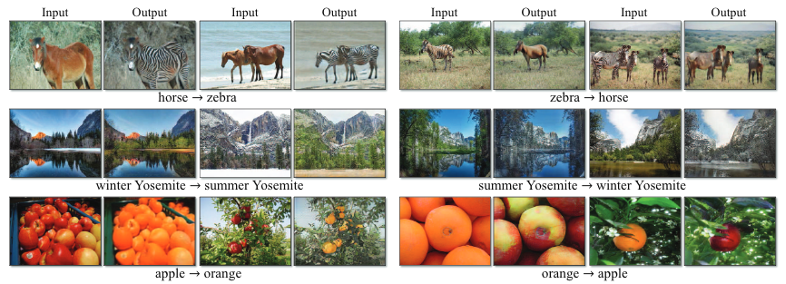 Input Output Input Output
Input Output Input Output
horse → zebra
zebra → horse
winter Yosemite → summer Yosemite
summer Yosemite → winter Yosemite
apple → orange
orange → apple